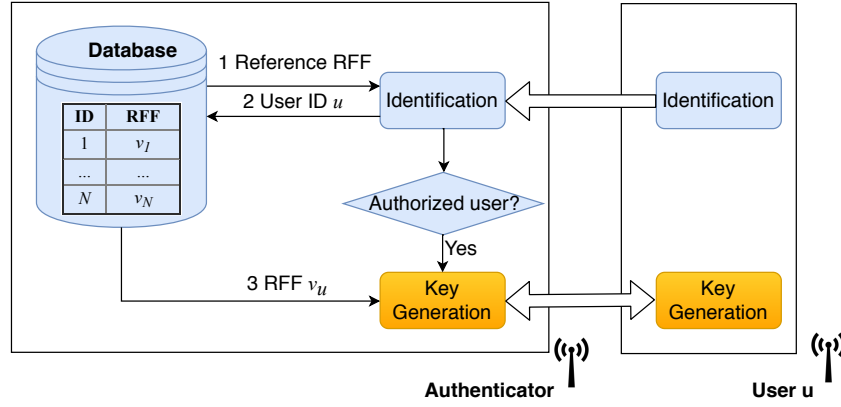 Database
1 Reference RFF
2 User ID u
Identification
Identification
ID RFF
1 v1
... ...
N vN
Authorized user?
Yes
3 RFF vu
Key
Generation
Key
Generation
Authenticator
User u